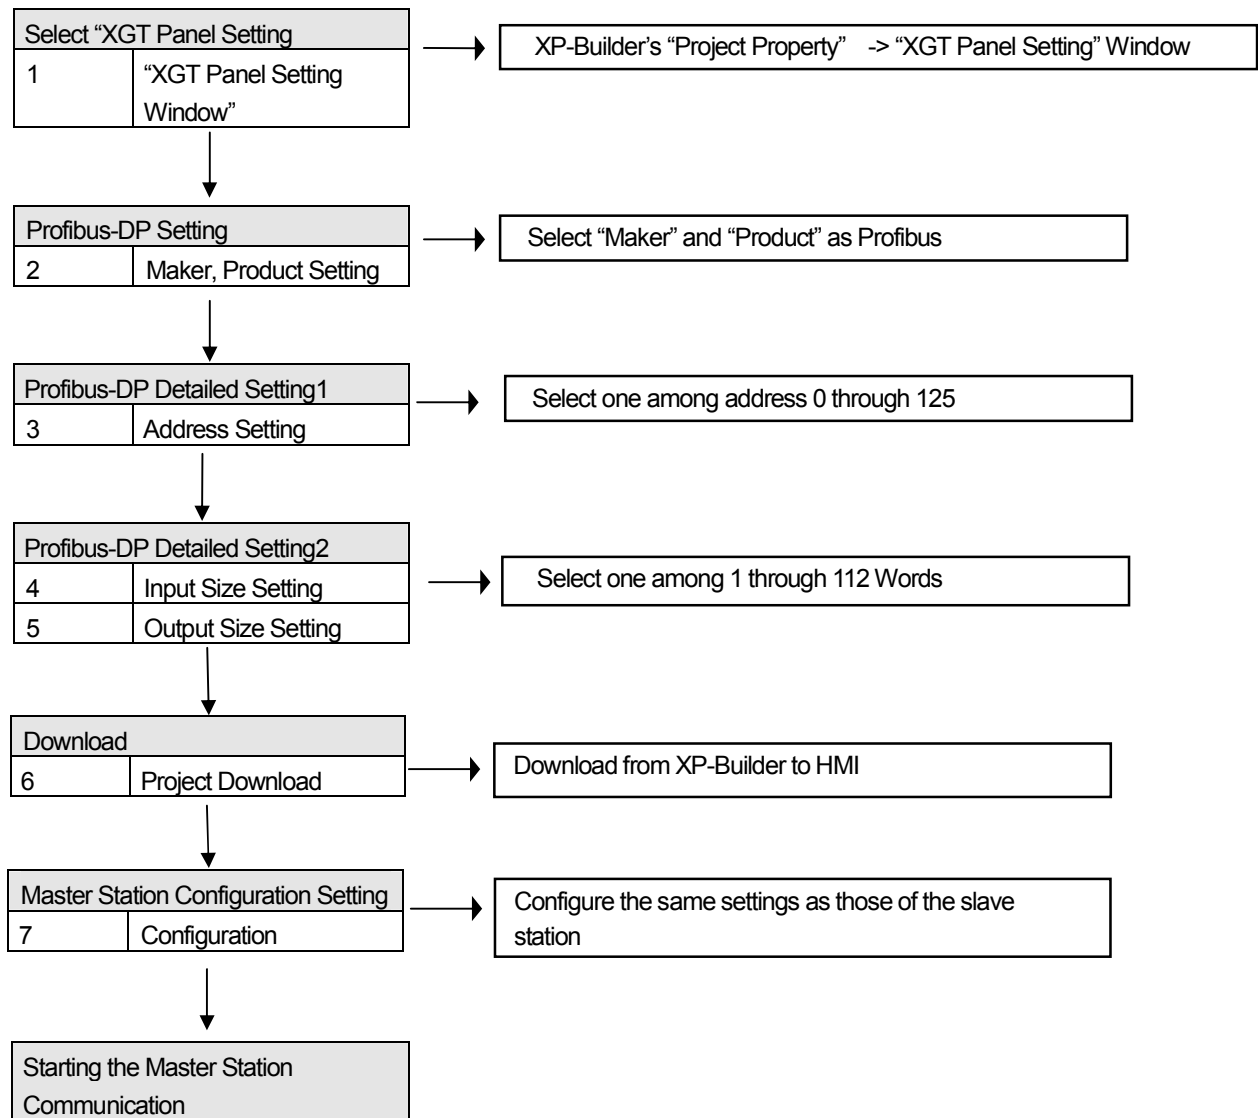 Select “XGT Panel Setting
1 “XGT Panel Setting
Window”
XP-Builder’s “Project Property” -> “XGT Panel Setting” Window
Profibus-DP Setting
2 Maker, Product Setting
Select “Maker” and “Product” as Profibus
Profibus-DP Detailed Setting1
3 Address Setting
Select one among address 0 through 125
Profibus-DP Detailed Setting2
4 Input Size Setting
5 Output Size Setting
Select one among 1 through 112 Words
Download
6 Project Download
Download from XP-Builder to HMI
Master Station Configuration Setting
7 Configuration
Configure the same settings as those of the slave
station
Starting the Master Station
Communication